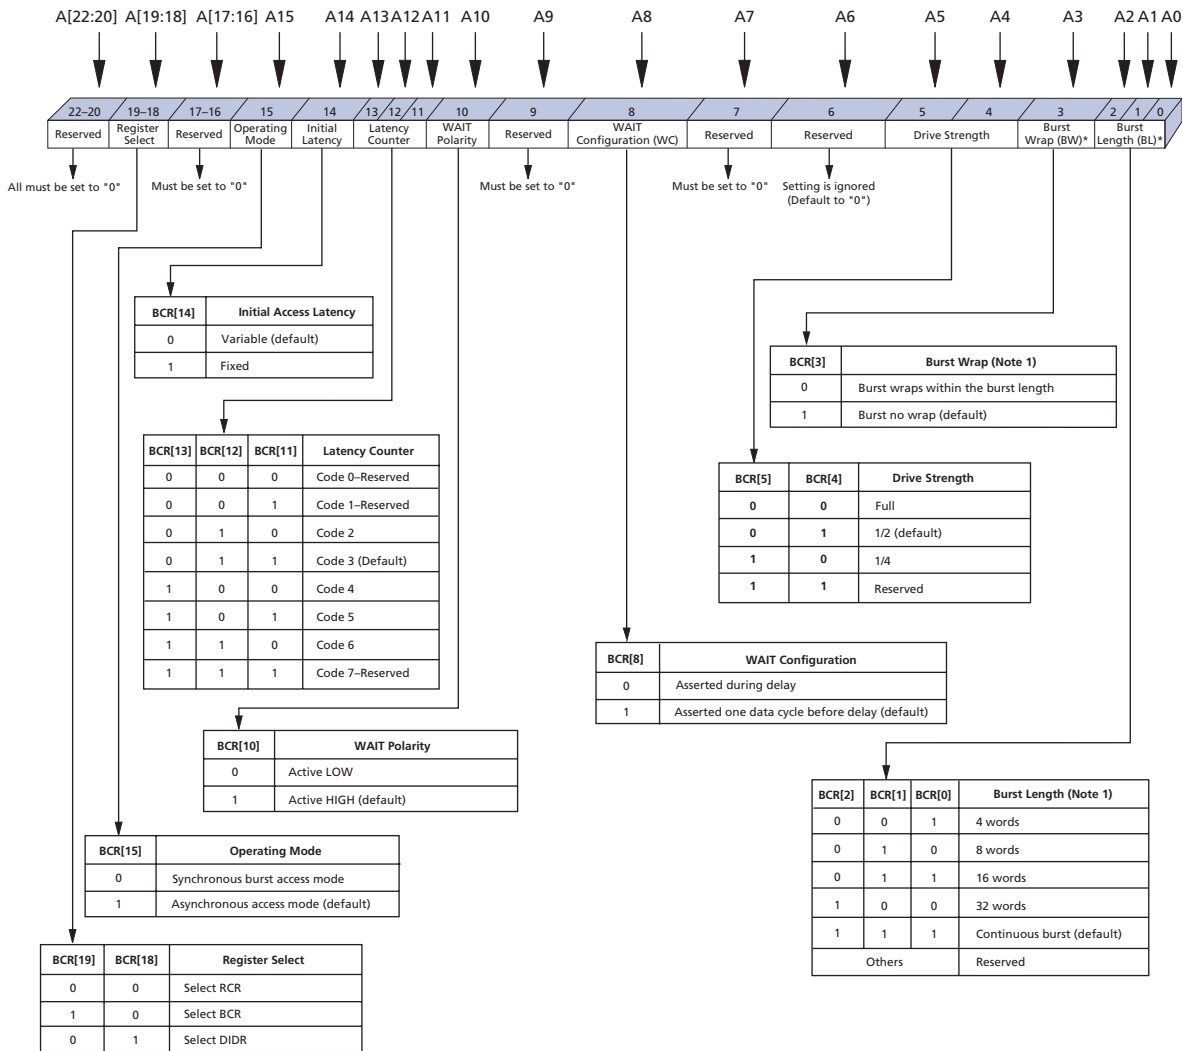 A[22:20] A[19:18] A[17:16] A15 A14 A13 A12 A11 A10 A9 A8 A7 A6 A5 A4 A3 A2 A1 A0
22–20 19–18 17–16 15 14 13 12 11 10 9 8 7 6 5 4 3 2 1 0
Reserved
Register
Select
Reserved
Operating
Mode
Initial
Latency
Latency
Counter
WAIT
Polarity
Reserved
WAIT
Configuration (WC)
Reserved
Reserved
Drive Strength
Burst
Wrap (BW)*
Burst
Length (BL)*
All must be set to "0"
Must be set to "0"
Must be set to "0"
Must be set to "0"
Setting is ignored
(Default to "0")
BCR[14] Initial Access Latency
0 Variable (default)
1 Fixed
BCR[3] Burst Wrap (Note 1)
0 Burst wraps within the burst length
1 Burst no wrap (default)
BCR[13] BCR[12] BCR[11] Latency Counter
0 0 0 Code 0–Reserved
0 0 1 Code 1–Reserved
0 1 0 Code 2
0 1 1 Code 3 (Default)
1 0 0 Code 4
1 0 1 Code 5
1 1 0 Code 6
1 1 1 Code 7–Reserved
BCR[5] BCR[4] Drive Strength
0 0 Full
0 1 1/2 (default)
1 0 1/4
1 1 Reserved
BCR[8] WAIT Configuration
0 Asserted during delay
1 Asserted one data cycle before delay (default)
BCR[10] WAIT Polarity
0 Active LOW
1 Active HIGH (default)
BCR[2] BCR[1] BCR[0] Burst Length (Note 1)
0 0 1 4 words
0 1 0 8 words
0 1 1 16 words
1 0 0 32 words
1 1 1 Continuous burst (default)
Others Reserved
BCR[15] Operating Mode
0 Synchronous burst access mode
1 Asynchronous access mode (default)
BCR[19] BCR[18] Register Select
0 0 Select RCR
1 0 Select BCR
0 1 Select DIDR